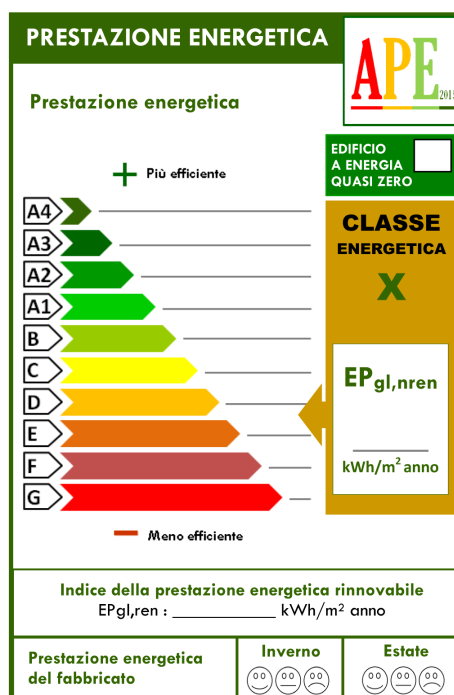 PRESTAZIONE ENERGETICA
APE 2015
Prestazione energetica
EDIFICIO
A ENERGIA
QUASI ZERO
+ Più efficiente
CLASSE
ENERGETICA
X
A4
A3
A2
A1
B
C
D
E
F
G
EPgl,nren
________
kWh/m² anno
− Meno efficiente
Indice della prestazione energetica rinnovabile
EPgl,ren : ____________ kWh/m² anno
Prestazione energetica
del fabbricato
Inverno
Estate